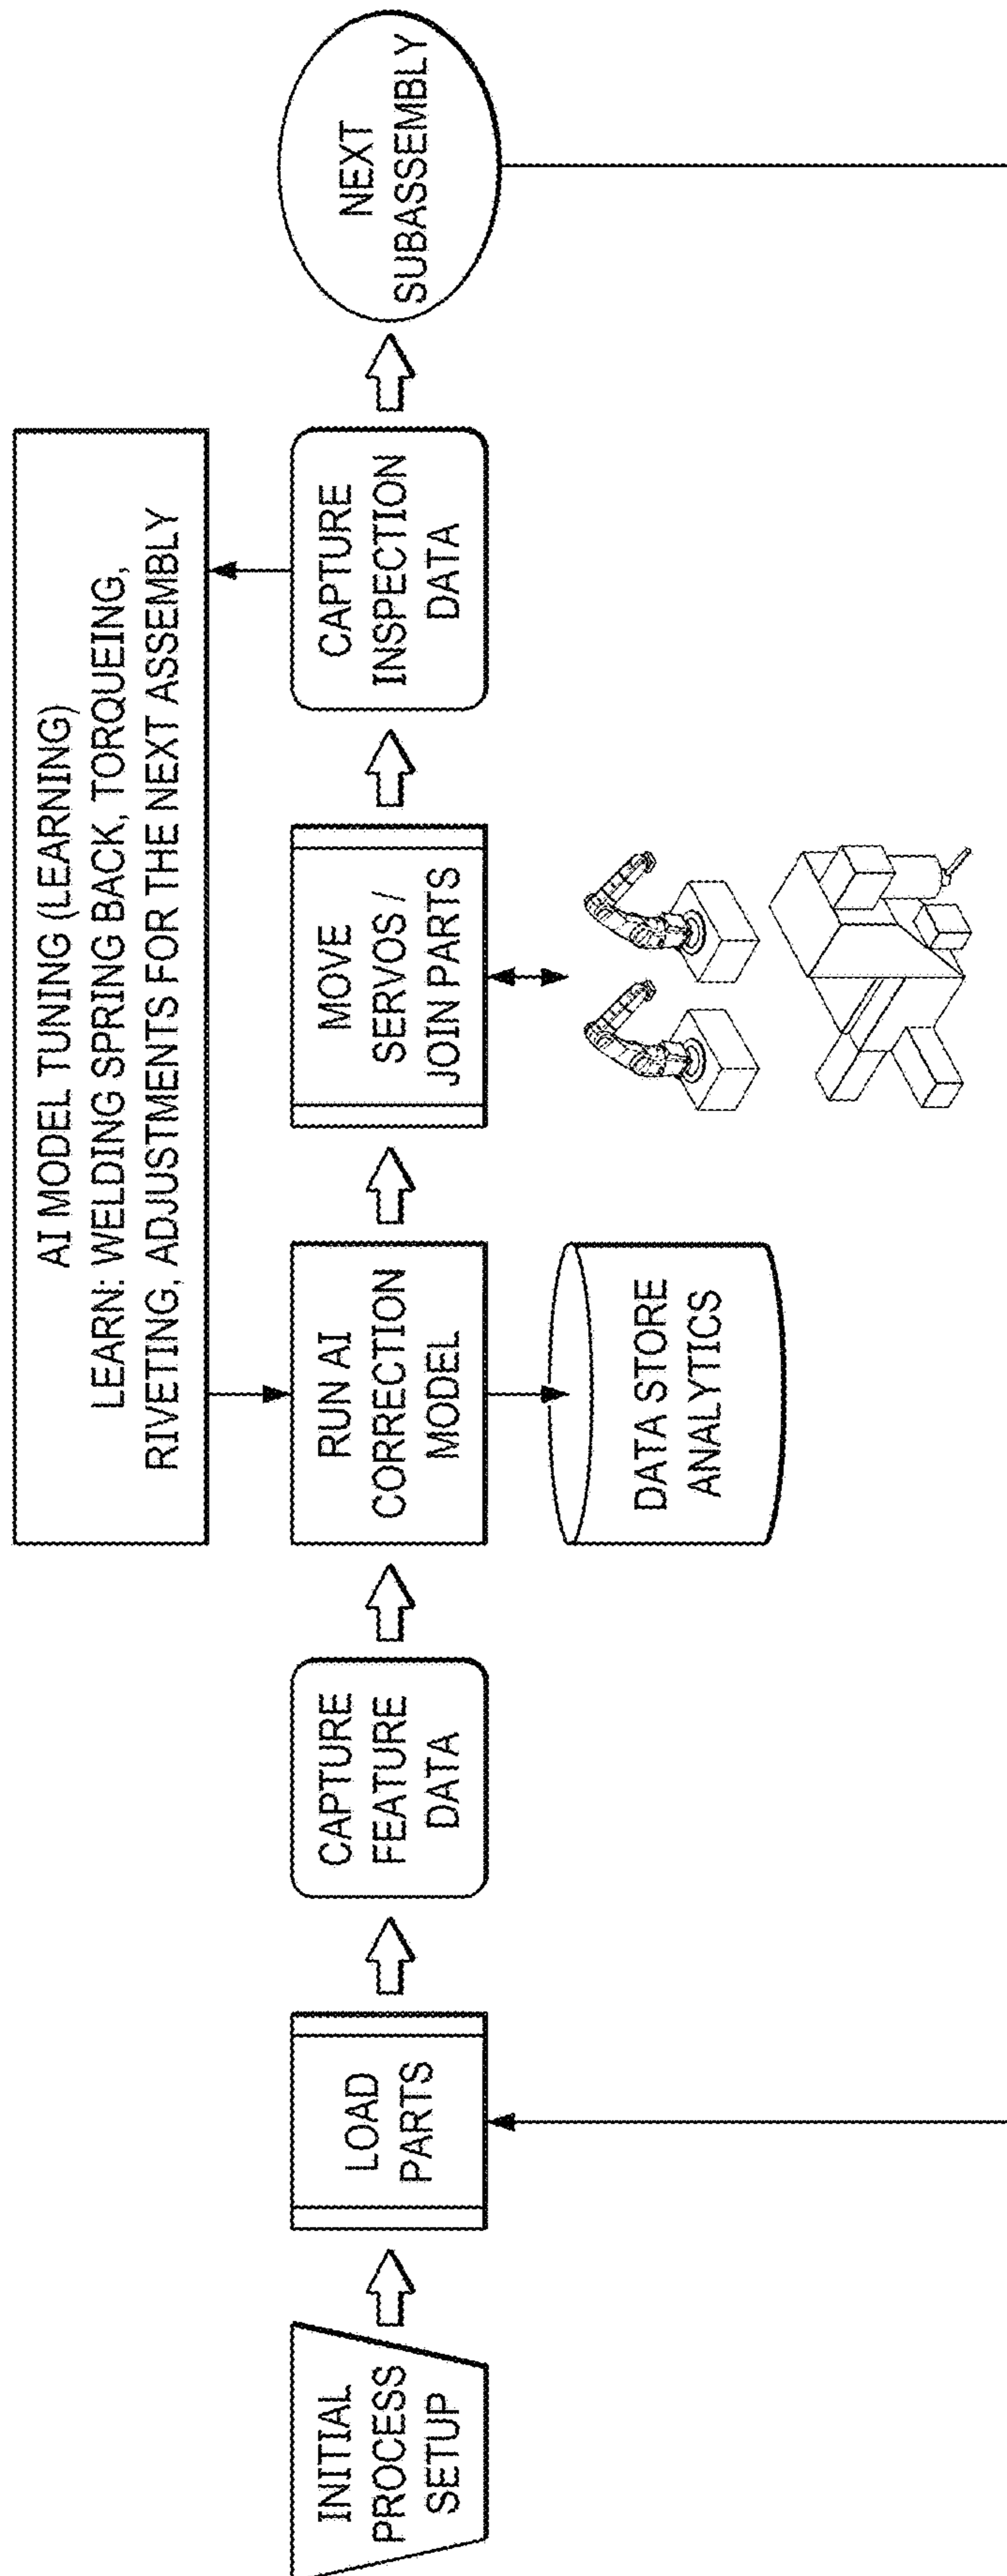 AI MODEL TUNING (LEARNING)
LEARN: WELDING SPRING BACK, TORQUEING,
RIVETING, ADJUSTMENTS FOR THE NEXT ASSEMBLY
INITIAL
PROCESS
SETUP
LOAD
PARTS
CAPTURE
FEATURE
DATA
RUN AI
CORRECTION
MODEL
MOVE
SERVOS /
JOIN PARTS
CAPTURE
INSPECTION
DATA
NEXT
SUBASSEMBLY
DATA STORE
ANALYTICS